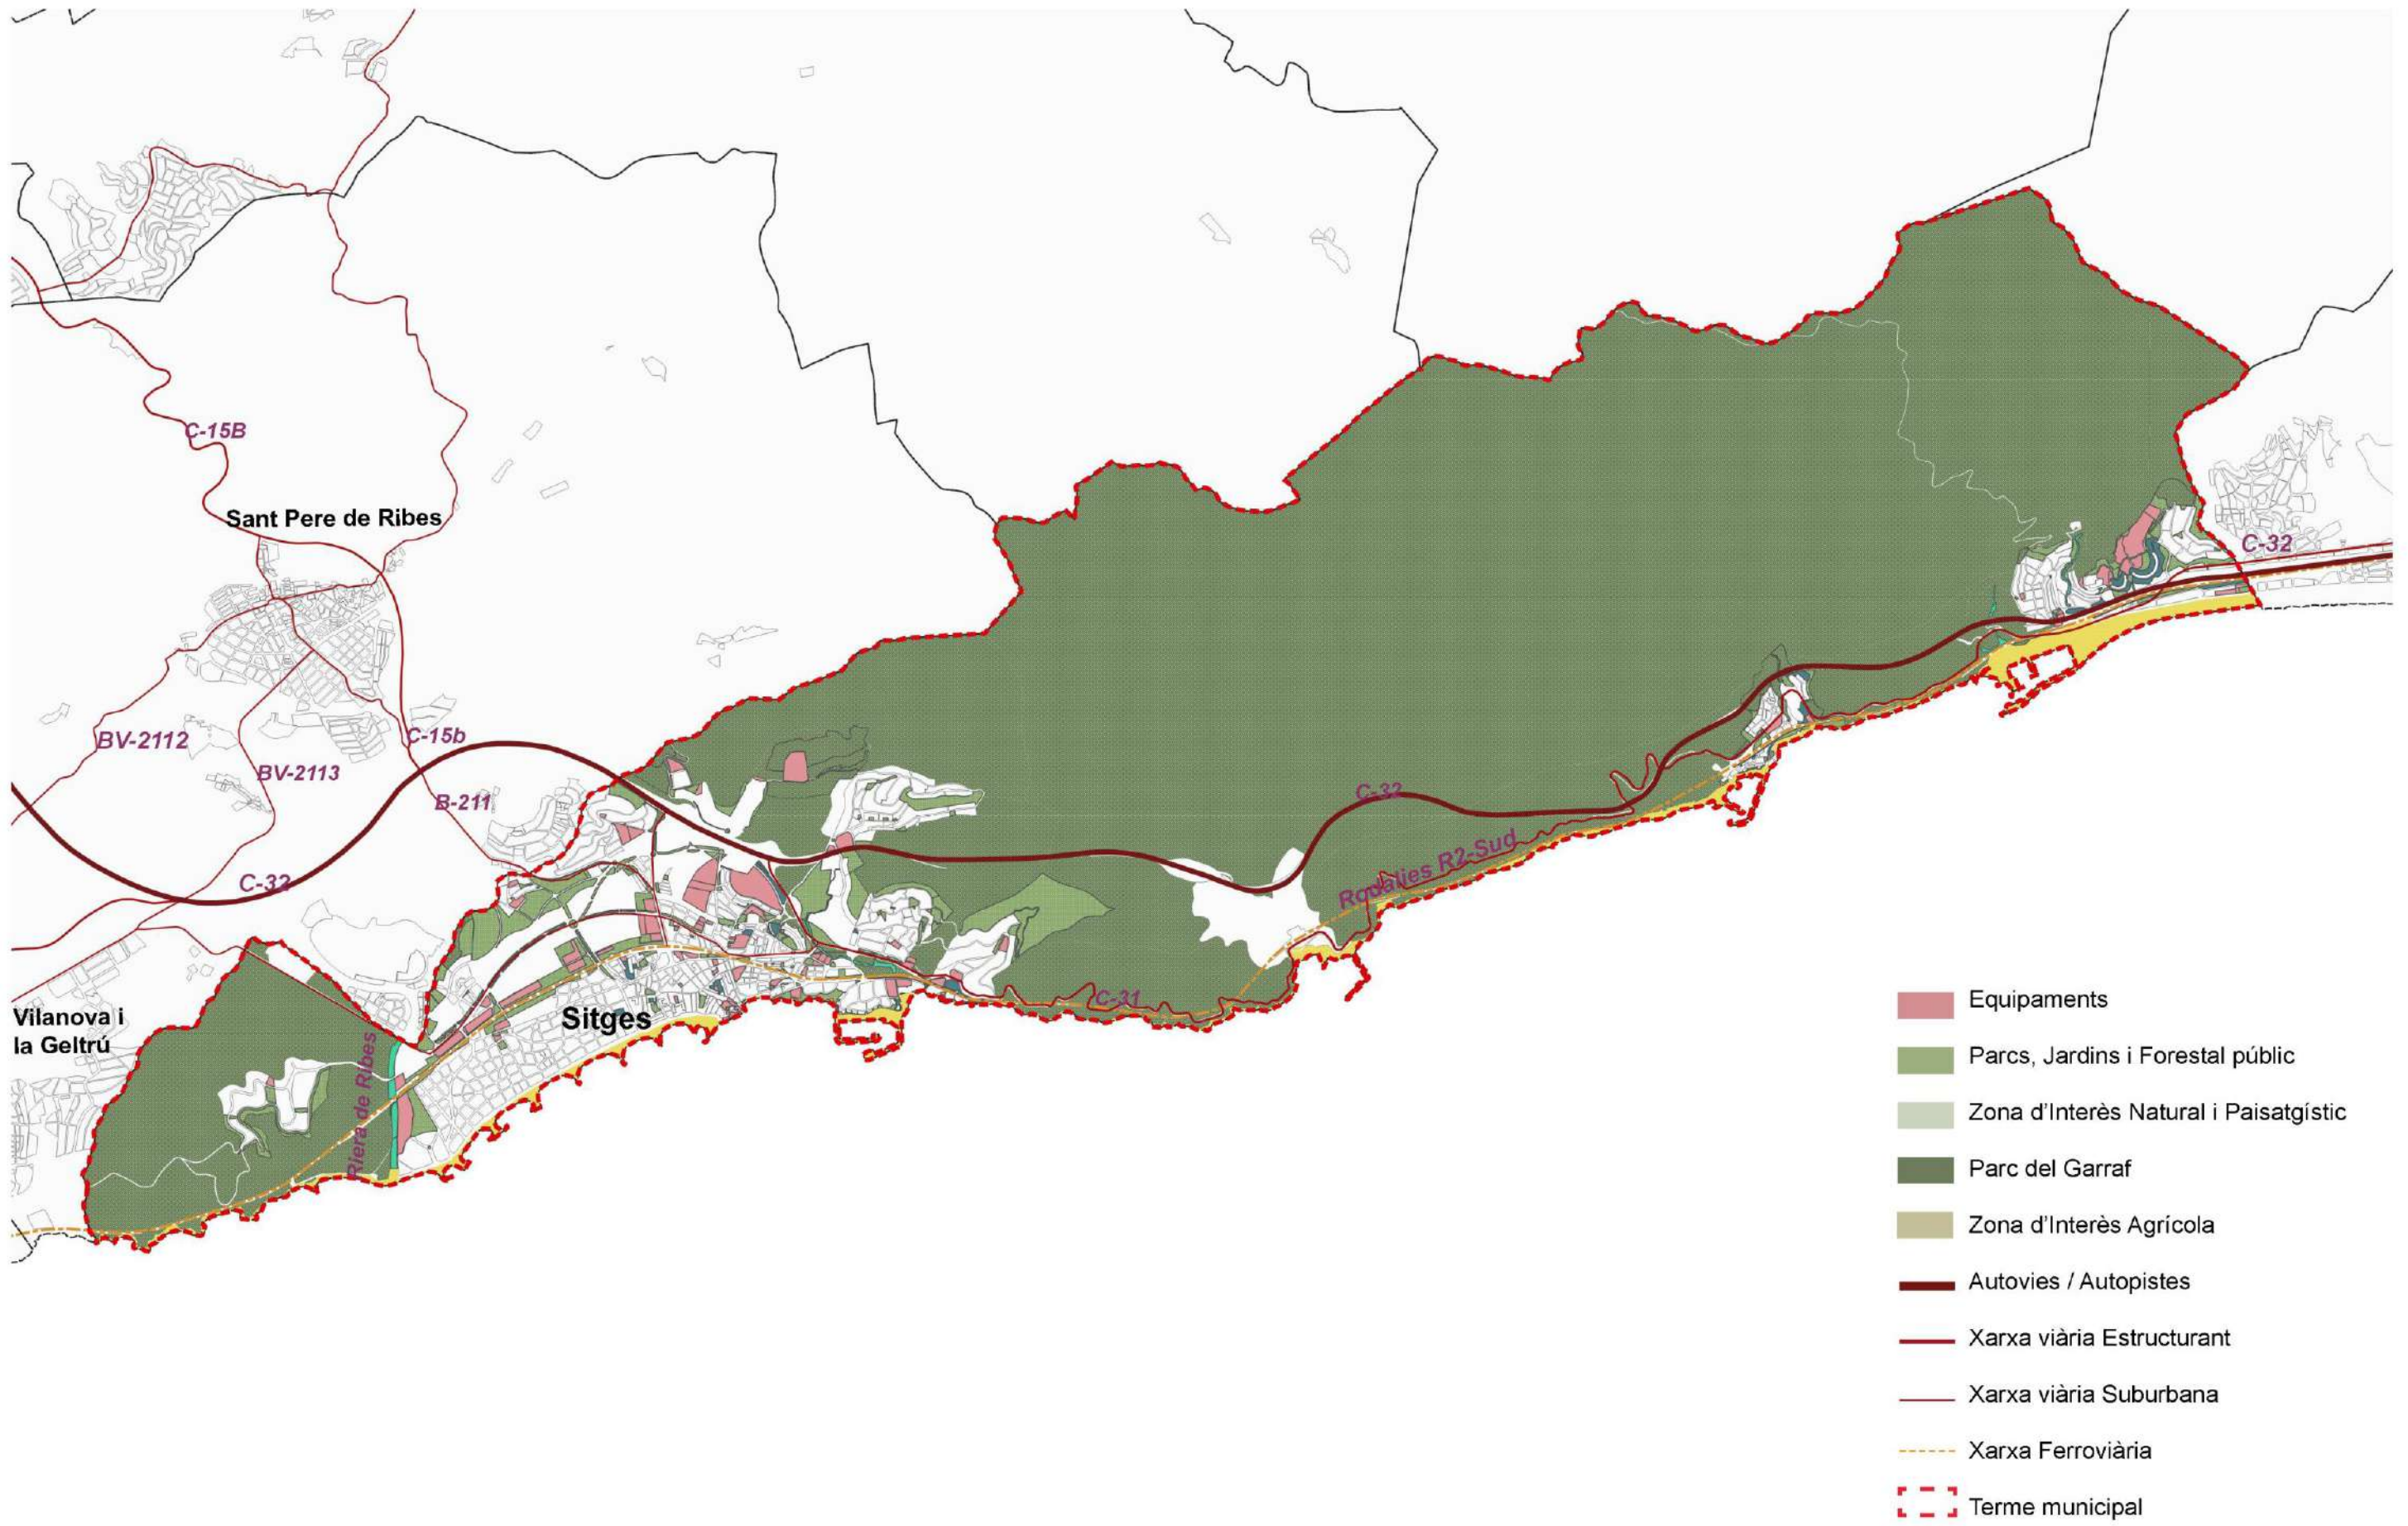 C-15B
Sant Pere de Ribes
C-32
BV-2112
C-15b
BV-2113
B-211
C-32
C-32
Rodalies R2-Sud
C-31
Vilanova i
la Geltrú
Sitges
Riera de Ribes
Equipaments
Parcs, Jardins i Forestal públic
Zona d'Interès Natural i Paisatgístic
Parc del Garraf
Zona d'Interès Agrícola
Autovies / Autopistes
Xarxa viària Estructurant
Xarxa viària Suburbana
Xarxa Ferroviària
Terme municipal